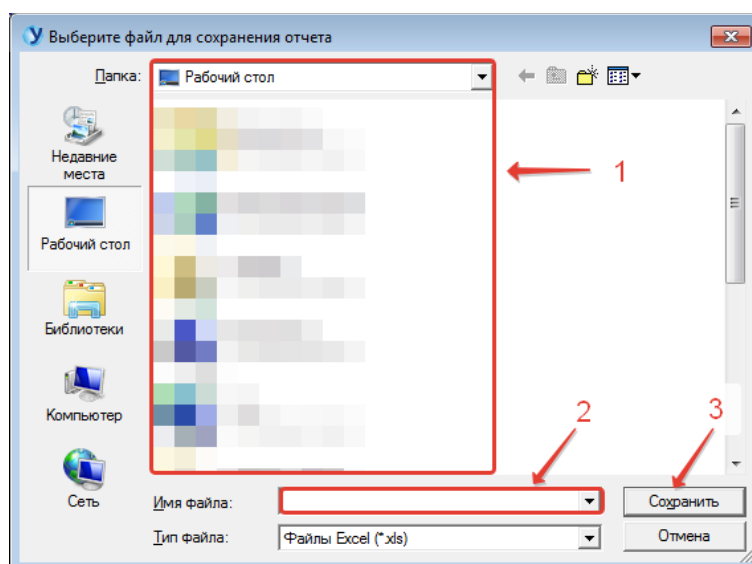 Выберите файл для сохранения отчета
Папка:
Рабочий стол
1
Недавние
места
Рабочий стол
Библиотеки
Компьютер
2
3
Сеть
Имя файла:
Сохранить
Тип файла:
Файлы Excel (*.xls)
Отмена